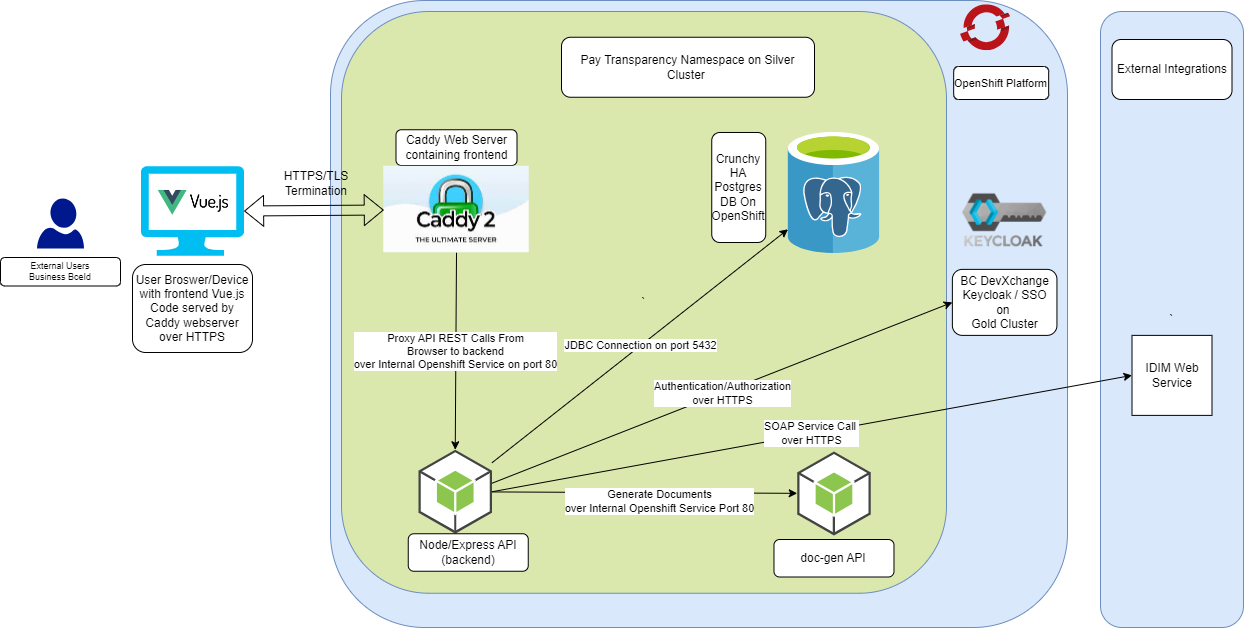 Pay Transparency Namespace on Silver
Cluster
OpenShift Platform
External Integrations
Caddy Web Server
containing frontend
Crunchy
HA
Postgres
DB On
OpenShift
HTTPS/TLS
Termination
Vue.js
Caddy 2
THE ULTIMATE SERVER
KEYCLOAK
External Users
Business BceId
User Broswer/Device
with frontend Vue.js
Code served by
Caddy webserver
over HTTPS
BC DevXchange
Keycloak / SSO
on
Gold Cluster
Proxy API REST Calls From
Browser to backend
over Internal Openshift Service on port 80
JDBC Connection on port 5432
IDIM Web
Service
Authentication/Authorization
over HTTPS
SOAP Service Call
over HTTPS
Generate Documents
over Internal Openshift Service Port 80
Node/Express API
(backend)
doc-gen API